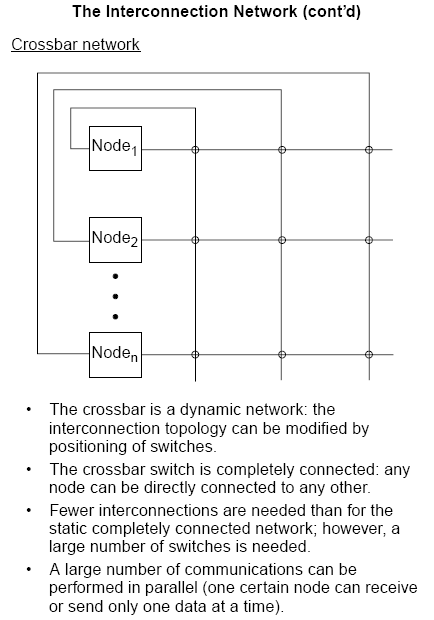 The Interconnection Network (cont'd)
Crossbar network
Node1
Node2
Noden
• The crossbar is a dynamic network: the
interconnection topology can be modified by
positioning of switches.
• The crossbar switch is completely connected: any
node can be directly connected to any other.
• Fewer interconnections are needed than for the
static completely connected network; however, a
large number of switches is needed.
• A large number of communications can be
performed in parallel (one certain node can receive
or send only one data at a time).